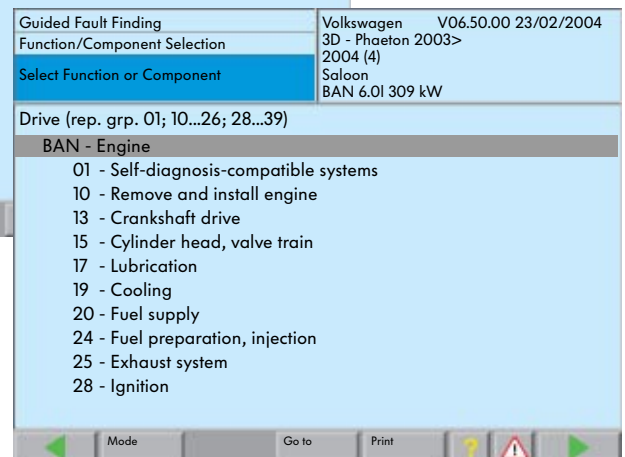 Guided Fault Finding
Function/Component Selection
Select Function or Component
Volkswagen V06.50.00 23/02/2004
3D - Phaeton 2003>
2004 (4)
Saloon
BAN 6.0l 309 kW
Drive (rep. grp. 01; 10...26; 28...39)
BAN - Engine
01 - Self-diagnosis-compatible systems
10 - Remove and install engine
13 - Crankshaft drive
15 - Cylinder head, valve train
17 - Lubrication
19 - Cooling
20 - Fuel supply
24 - Fuel preparation, injection
25 - Exhaust system
28 - Ignition
Mode Go to Print ? !